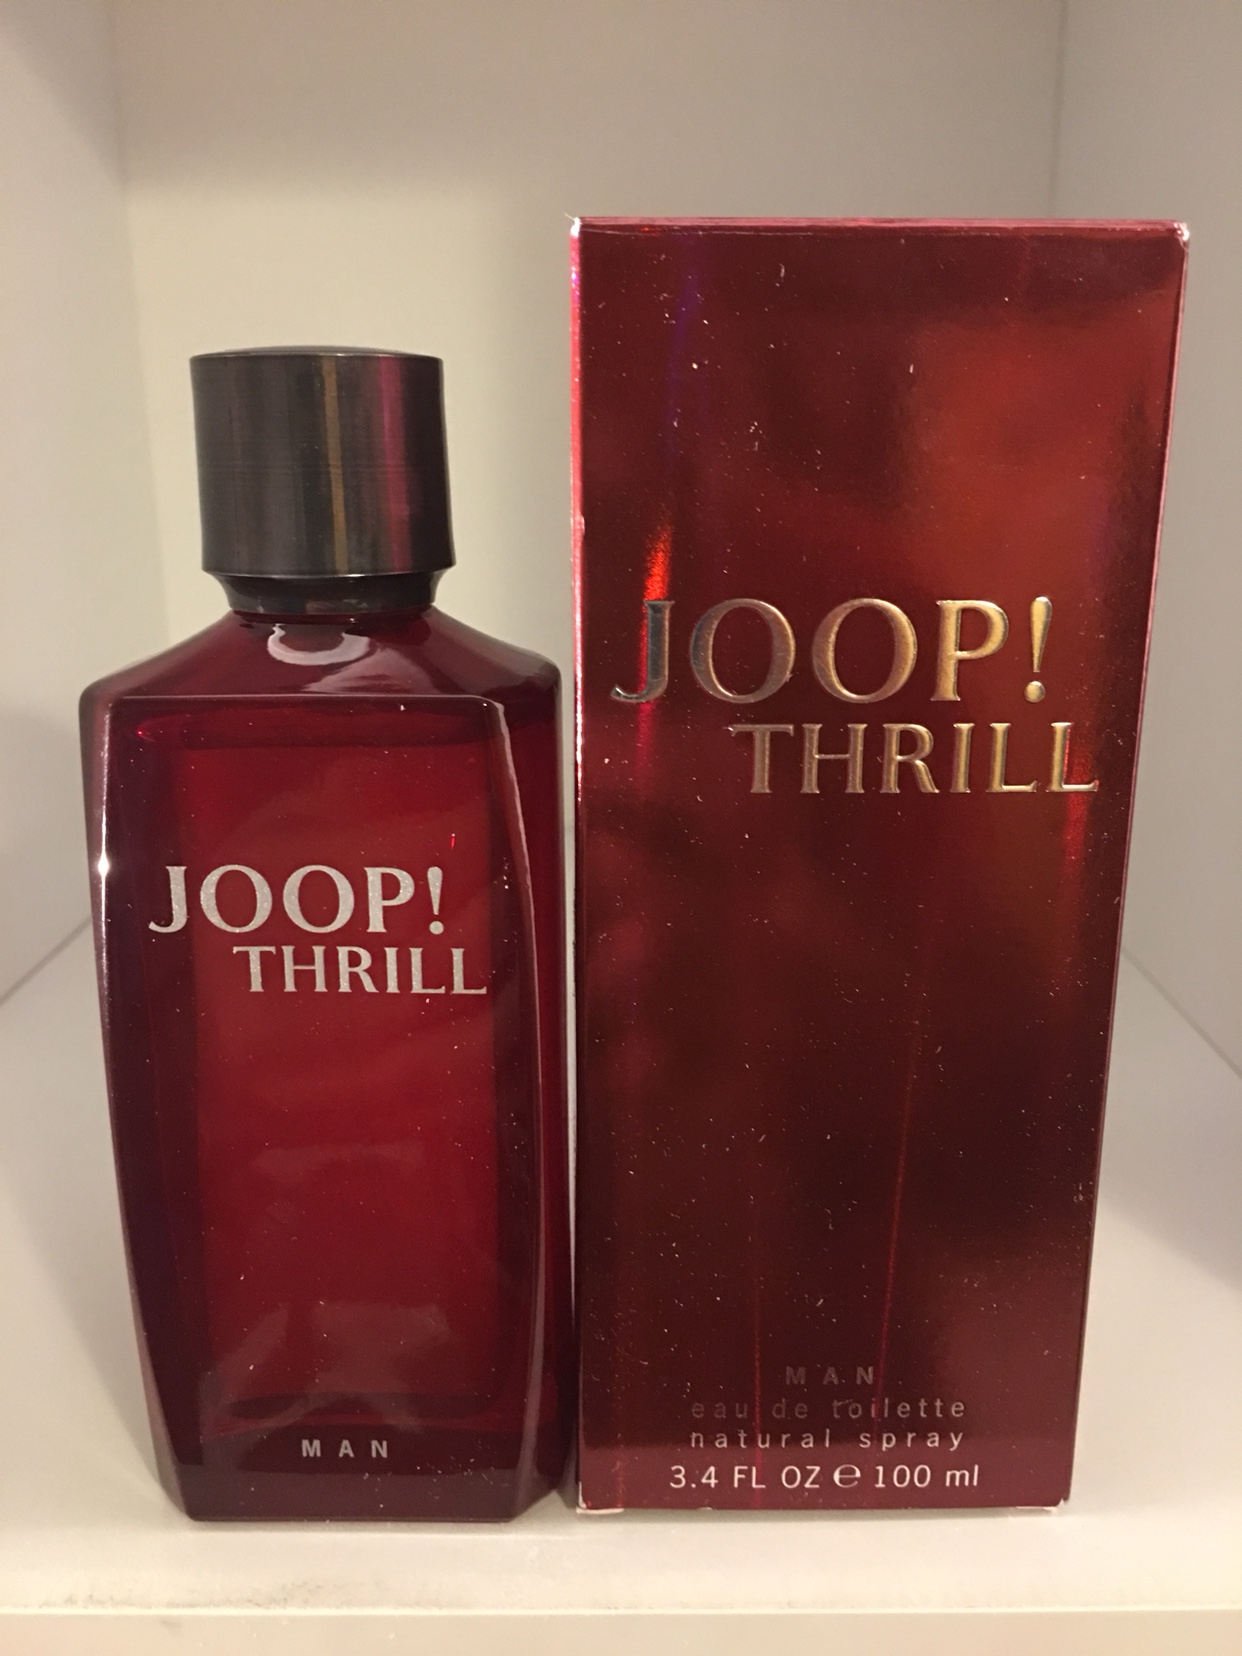 JOOP!
THRILL
MAN
JOOP!
THRILL
MAN
eau de toilette
natural spray
3.4 FL OZ ℮ 100 ml